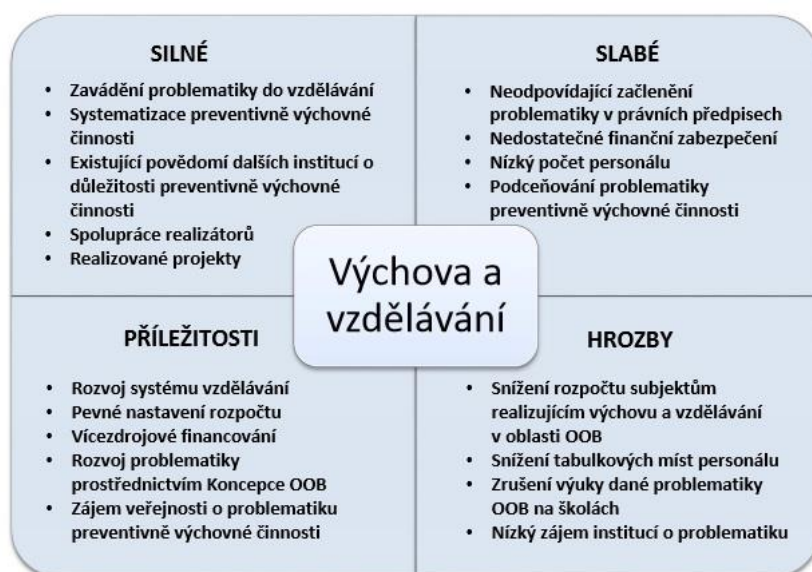 SILNÉ
• Zavádění problematiky do vzdělávání
• Systematizace preventivně výchovné
činnosti
• Existující povědomí dalších institucí o
důležitosti preventivně výchovné
činnosti
• Spolupráce realizátorů
• Realizované projekty
SLABÉ
• Neodpovídající začlenění
problematiky v právních předpisech
• Nedostatečné finanční zabezpečení
• Nízký počet personálu
• Podceňování problematiky
preventivně výchovné činnosti
Výchova a
vzdělávání
PŘÍLEŽITOSTI
• Rozvoj systému vzdělávání
• Pevné nastavení rozpočtu
• Vícezdrojové financování
• Rozvoj problematiky
prostřednictvím Koncepce OOB
• Zájem veřejnosti o problematiku
preventivně výchovné činnosti
HROZBY
• Snížení rozpočtu subjektům
realizujícím výchovu a vzdělávání
v oblasti OOB
• Snížení tabulkových míst personálu
• Zrušení výuky dané problematiky
OOB na školách
• Nízký zájem institucí o problematiku